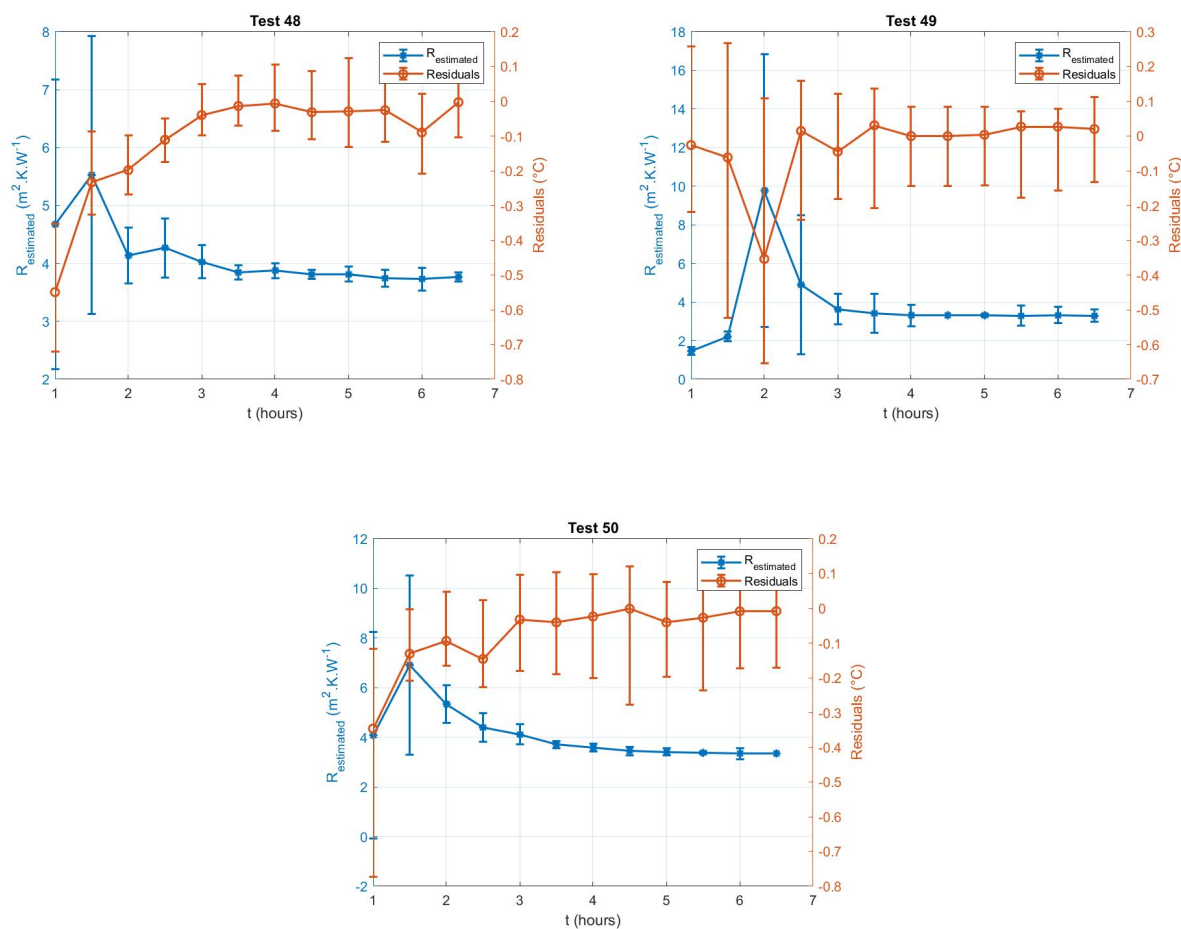 Test 48
R_estimated (m².K.W⁻¹)
8
7
6
5
4
3
2
R_estimated
Residuals
0.2
0.1
0
-0.1
-0.2
-0.3
-0.4
-0.5
-0.6
-0.7
-0.8
Residuals (°C)
1 2 3 4 5 6 7
t (hours)
Test 49
R_estimated (m².K.W⁻¹)
18
16
14
12
10
8
6
4
2
0
R_estimated
Residuals
0.3
0.2
0.1
0
-0.1
-0.2
-0.3
-0.4
-0.5
-0.6
-0.7
Residuals (°C)
1 2 3 4 5 6 7
t (hours)
Test 50
R_estimated (m².K.W⁻¹)
12
10
8
6
4
2
0
-2
R_estimated
Residuals
0.2
0.1
0
-0.1
-0.2
-0.3
-0.4
-0.5
-0.6
-0.7
-0.8
Residuals (°C)
1 2 3 4 5 6 7
t (hours)